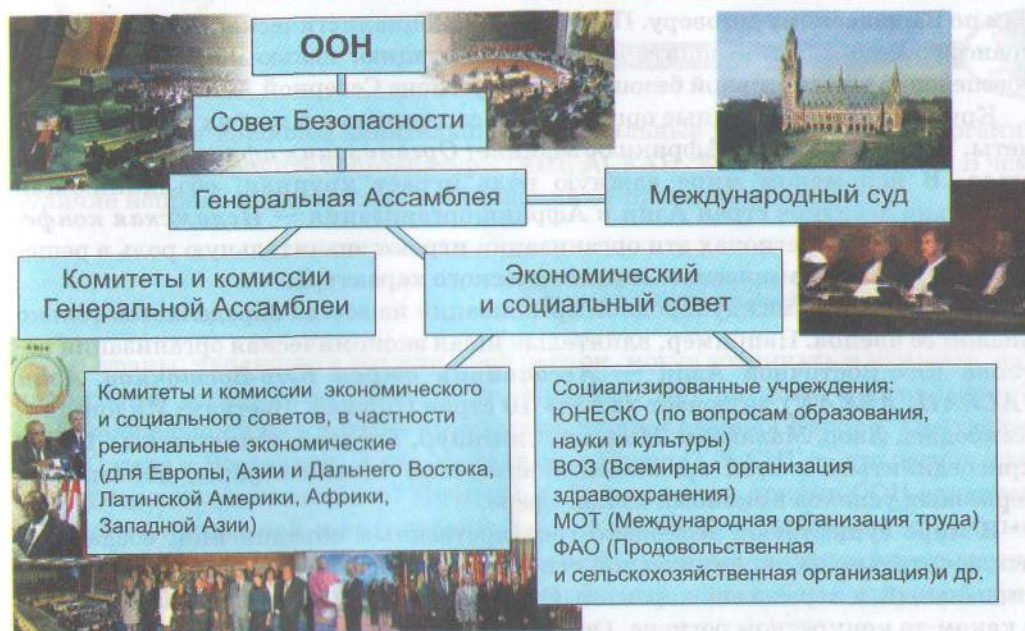 ООН
Совет Безопасности
Генеральная Ассамблея
Международный суд
Комитеты и комиссии
Генеральной Ассамблеи
Экономический
и социальный совет
Комитеты и комиссии экономического
и социального советов, в частности
региональные экономические
(для Европы, Азии и Дальнего Востока,
Латинской Америки, Африки,
Западной Азии)
Социализированные учреждения:
ЮНЕСКО (по вопросам образования,
науки и культуры)
ВОЗ (Всемирная организация
здравоохранения)
МОТ (Международная организация труда)
ФАО (Продовольственная
и сельскохозяйственная организация)и др.